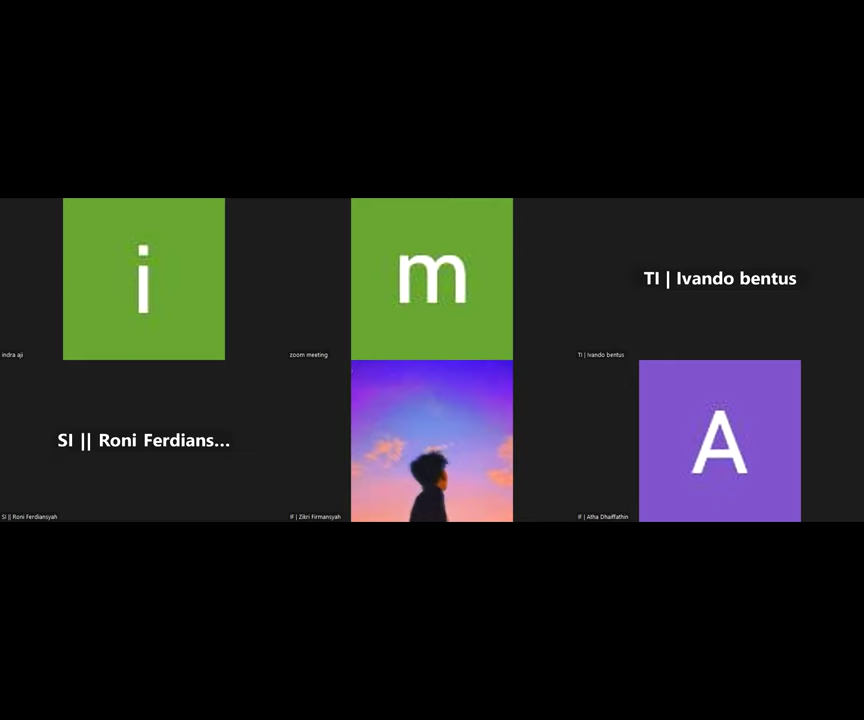 i
m
TI | Ivando bentus
indra aji
zoom meeting
TI | Ivando bentus
SI || Roni Ferdians...
A
SI || Roni Ferdiansyah
IF | Zikri Firmansyah
IF | Atha Dhaiffathin